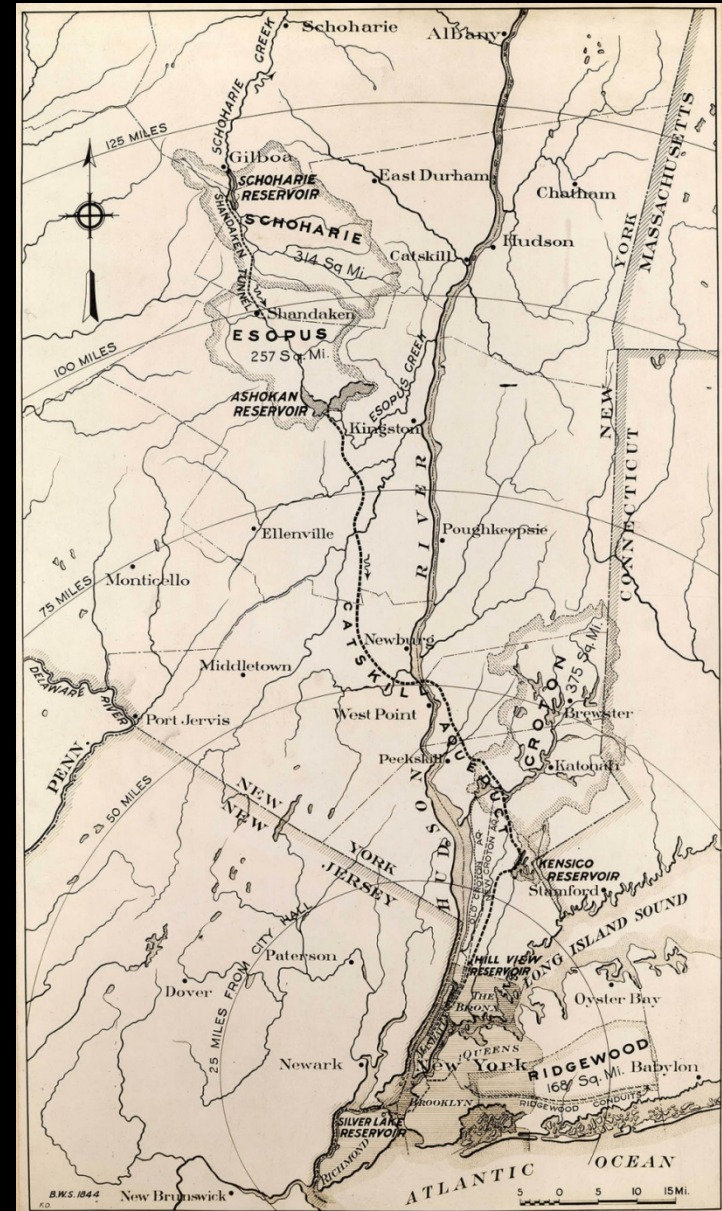 Schoharie
Albany
SCHOHARIE CREEK
125 MILES
Gilboa
SCHOHARIE
RESERVOIR
East Durham
Chatham
NEW YORK
MASSACHUSETTS
SHANDAKEN TUNNEL
SCHOHARIE
314 Sq. Mi.
Hudson
Catskill
Shandaken
ESOPUS
257 Sq. Mi.
100 MILES
ESOPUS CREEK
ASHOKAN
RESERVOIR
Kingston
CONNECTICUT
Ellenville
Poughkeepsie
HUDSON RIVER
Monticello
75 MILES
CATSKILL AQUEDUCT
Newburg
CROTON
375 Sq. Mi.
Middletown
DELAWARE
RIVER
Port Jervis
West Point
Brewster
PENN.
Peekskill
Katonah
50 MILES
NEW YORK
NEW JERSEY
OLD CROTON AQ.
NEW CROTON AQ.
KENSICO
RESERVOIR
Stamford
LONG ISLAND SOUND
25 MILES FROM CITY HALL
Paterson
HILL VIEW
RESERVOIR
Dover
THE
BRONX
Oyster Bay
MANHATTAN
QUEENS
Newark
New York
RIDGEWOOD
168 Sq. Mi.
Babylon
BROOKLYN
RIDGEWOOD CONDUITS
SILVER LAKE
RESERVOIR
RICHMOND
ATLANTIC OCEAN
B.W.S. 1844
F.D.
New Brunswick
5 0 5 10 15 Mi.